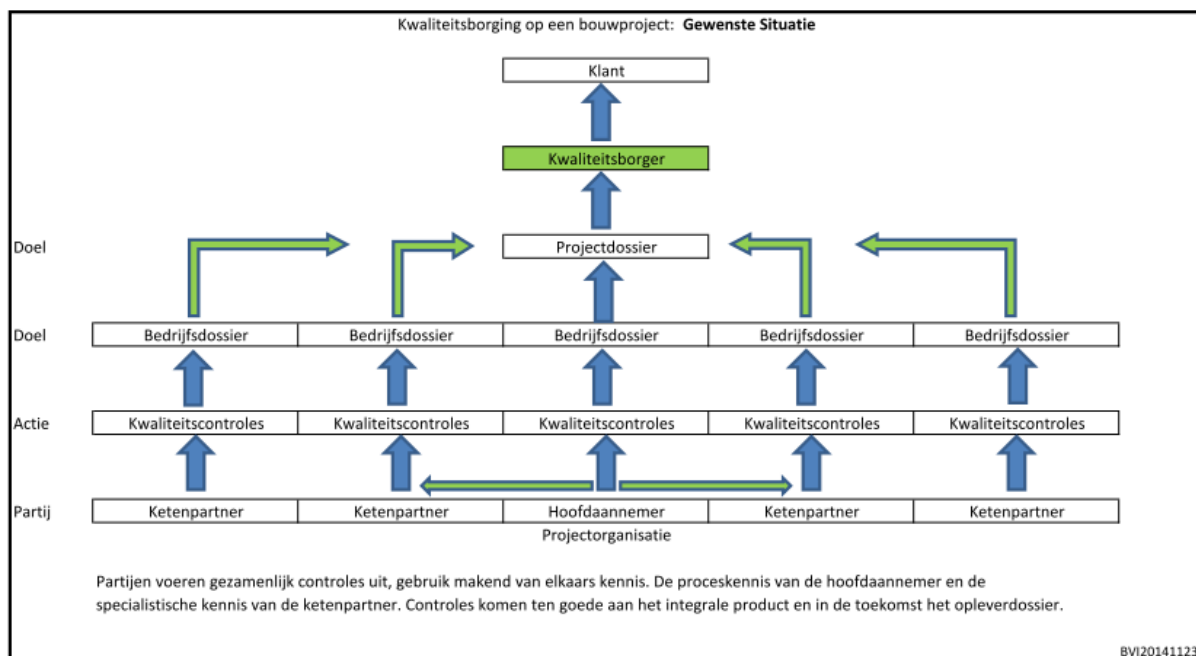 Kwaliteitsborging op een bouwproject: Gewenste Situatie
Klant
Kwaliteitsborger
Doel Projectdossier
Doel Bedrijfsdossier Bedrijfsdossier Bedrijfsdossier Bedrijfsdossier Bedrijfsdossier
Actie Kwaliteitscontroles Kwaliteitscontroles Kwaliteitscontroles Kwaliteitscontroles Kwaliteitscontroles
Partij Ketenpartner Ketenpartner Hoofdaannemer Ketenpartner Ketenpartner
Projectorganisatie
Partijen voeren gezamenlijk controles uit, gebruik makend van elkaars kennis. De proceskennis van de hoofdaannemer en de
specialistische kennis van de ketenpartner. Controles komen ten goede aan het integrale product en in de toekomst het opleverdossier.
BVI20141123